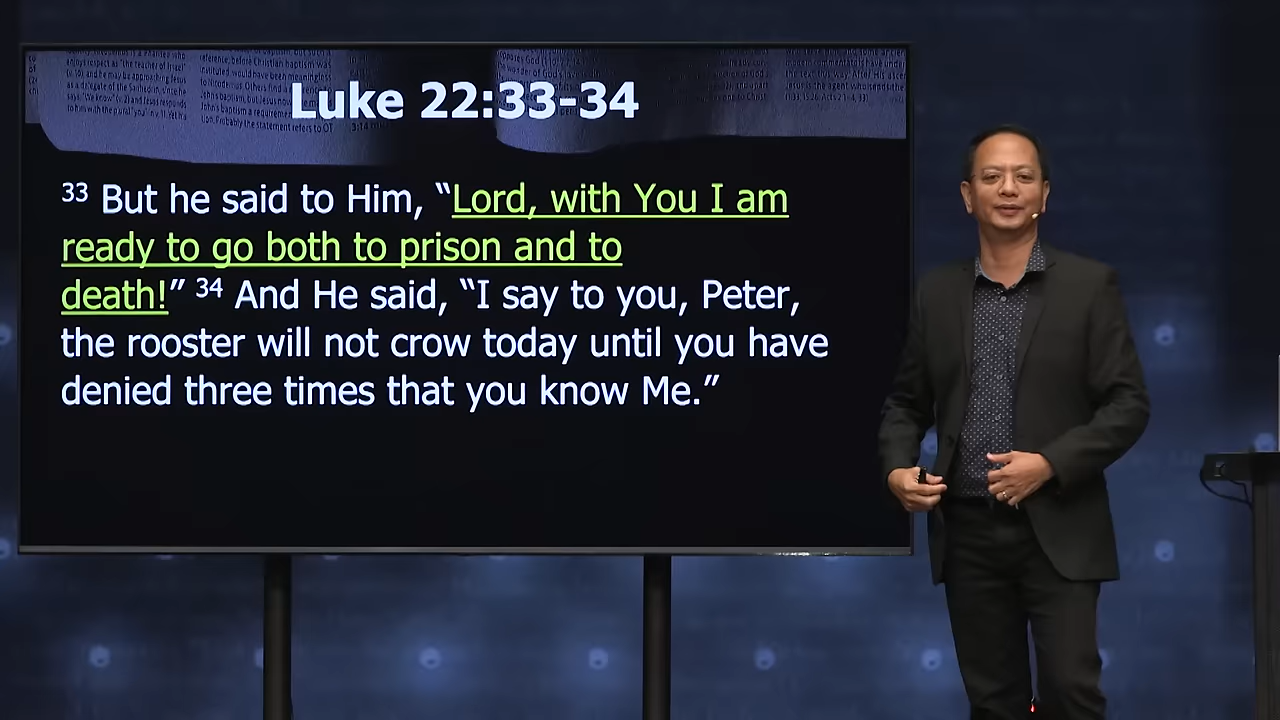 Luke 22:33-34
³³ But he said to Him, “Lord, with You I am
ready to go both to prison and to
death!” ³⁴ And He said, “I say to you, Peter,
the rooster will not crow today until you have
denied three times that you know Me.”